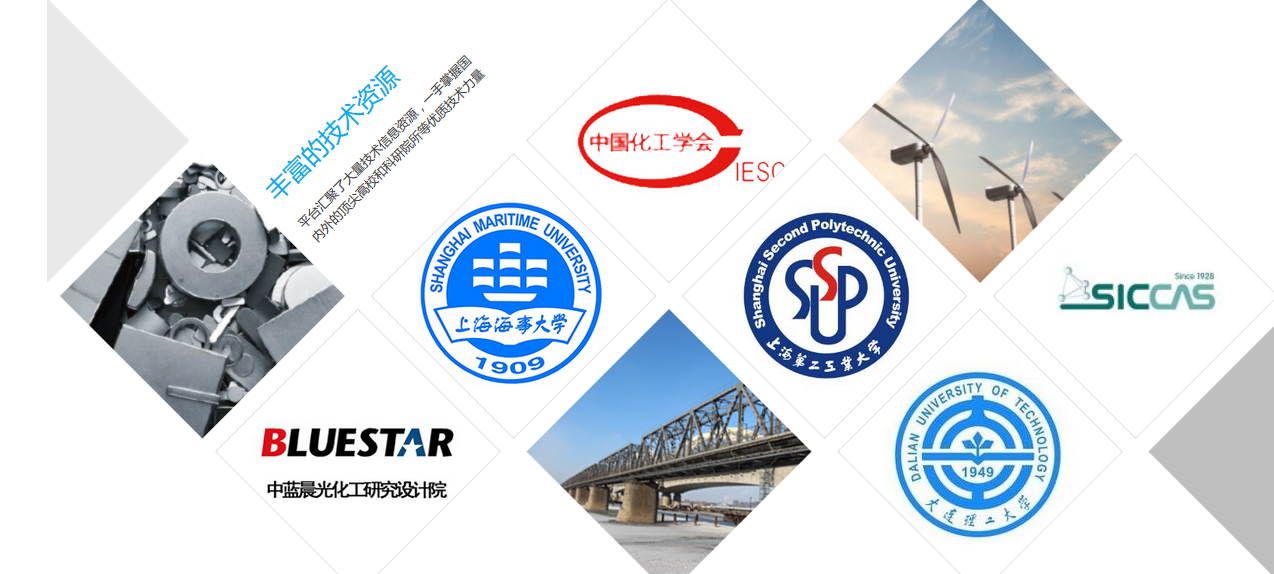 丰富的技术资源
平台汇聚了大量技术信息资源，一手掌握国
内外的顶尖高校和科研院所等优质技术力量
中国化工学会
IESC
SHANGHAI MARITIME UNIVERSITY
上海海事大学
1909
Shanghai Second Polytechnic University
SSPU
上海第二工业大学
Since 1928
SICCAS
BLUESTAR
中蓝晨光化工研究设计院
DALIAN UNIVERSITY OF TECHNOLOGY
1949
大连理工大学